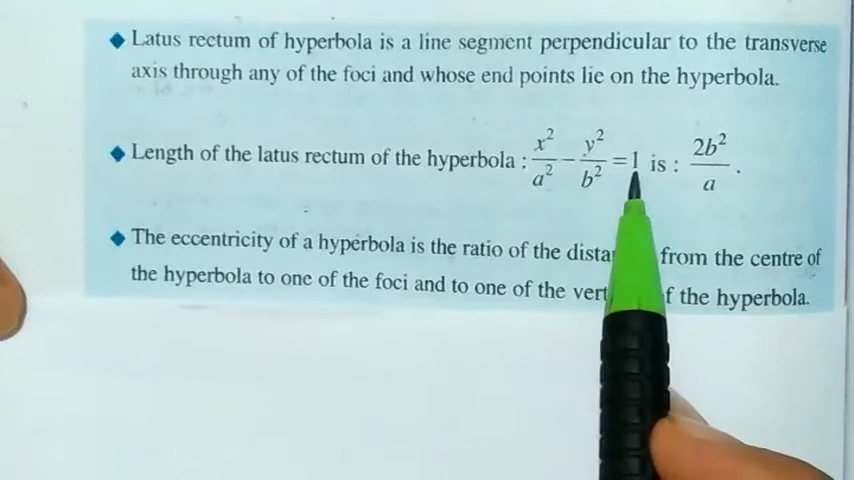 ◆ Latus rectum of hyperbola is a line segment perpendicular to the transverse
axis through any of the foci and whose end points lie on the hyperbola.
◆ Length of the latus rectum of the hyperbola : x²/a² − y²/b² = 1 is : 2b²/a .
◆ The eccentricity of a hyperbola is the ratio of the from the centre of
the hyperbola to one of the foci and to one of the the hyperbola.